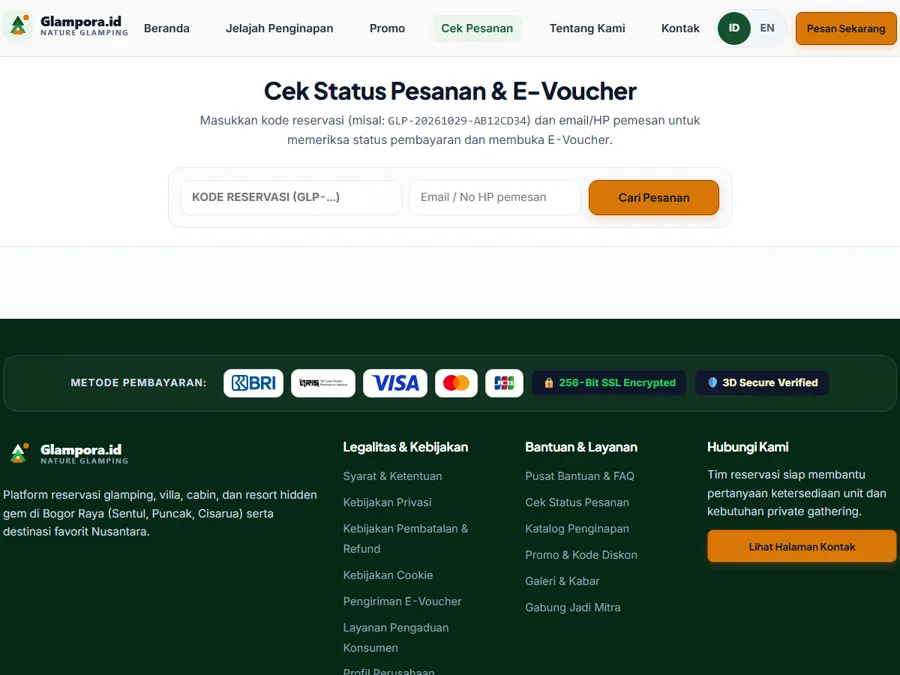 Glampora.id
NATURE GLAMPING
Beranda
Jelajah Penginapan
Promo
Cek Pesanan
Tentang Kami
Kontak
ID
EN
Pesan Sekarang
Cek Status Pesanan & E-Voucher
Masukkan kode reservasi (misal: GLP-20261029-AB12CD34) dan email/HP pemesan untuk
memeriksa status pembayaran dan membuka E-Voucher.
KODE RESERVASI (GLP-...)
Email / No HP pemesan
Cari Pesanan
METODE PEMBAYARAN:
BRI
QRIS
VISA
JCB
256-Bit SSL Encrypted
3D Secure Verified
Glampora.id
NATURE GLAMPING
Platform reservasi glamping, villa, cabin, dan resort hidden
gem di Bogor Raya (Sentul, Puncak, Cisarua) serta
destinasi favorit Nusantara.
Legalitas & Kebijakan
Syarat & Ketentuan
Kebijakan Privasi
Kebijakan Pembatalan &
Refund
Kebijakan Cookie
Pengiriman E-Voucher
Layanan Pengaduan
Konsumen
Profil Perusahaan
Bantuan & Layanan
Pusat Bantuan & FAQ
Cek Status Pesanan
Katalog Penginapan
Promo & Kode Diskon
Galeri & Kabar
Gabung Jadi Mitra
Hubungi Kami
Tim reservasi siap membantu
pertanyaan ketersediaan unit dan
kebutuhan private gathering.
Lihat Halaman Kontak